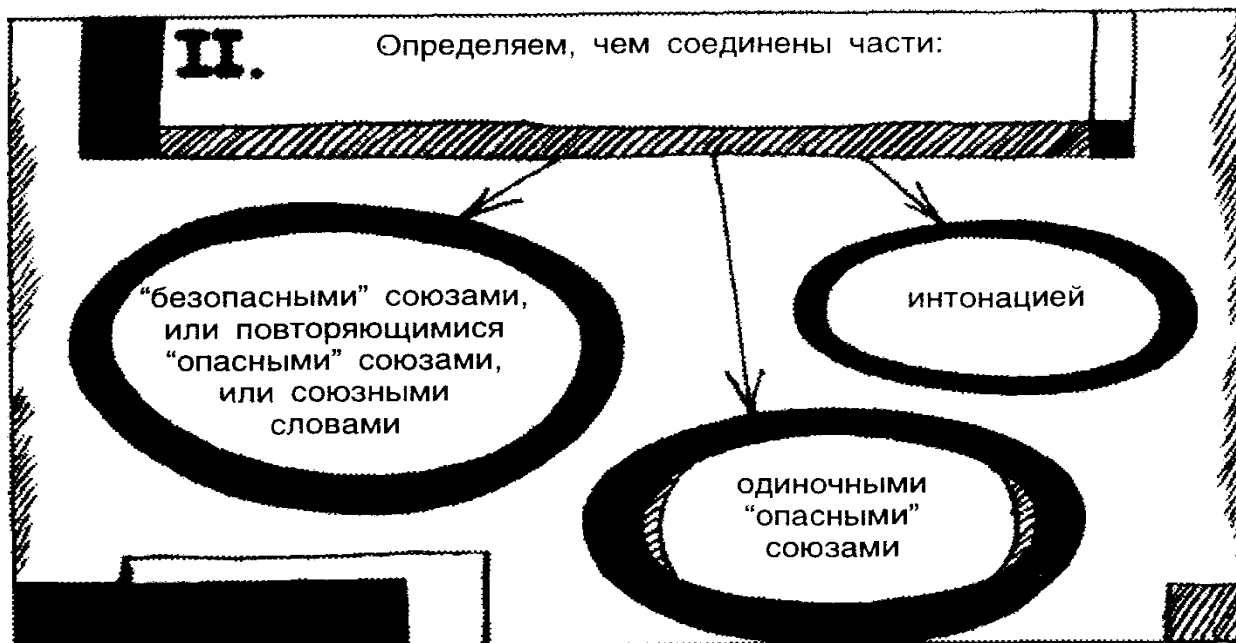 II.
Определяем, чем соединены части:
“безопасными” союзами,
или повторяющимися
“опасными” союзами,
или союзными
словами
интонацией
одиночными
“опасными”
союзами